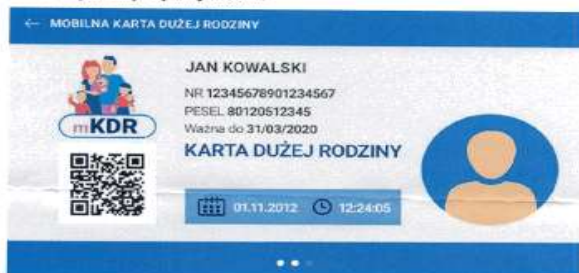 ← MOBILNA KARTA DUŻEJ RODZINY
JAN KOWALSKI
NR 12345678901234567
PESEL 80120512345
Ważna do 31/03/2020
KARTA DUŻEJ RODZINY
mKDR
01.11.2012 12:24:05